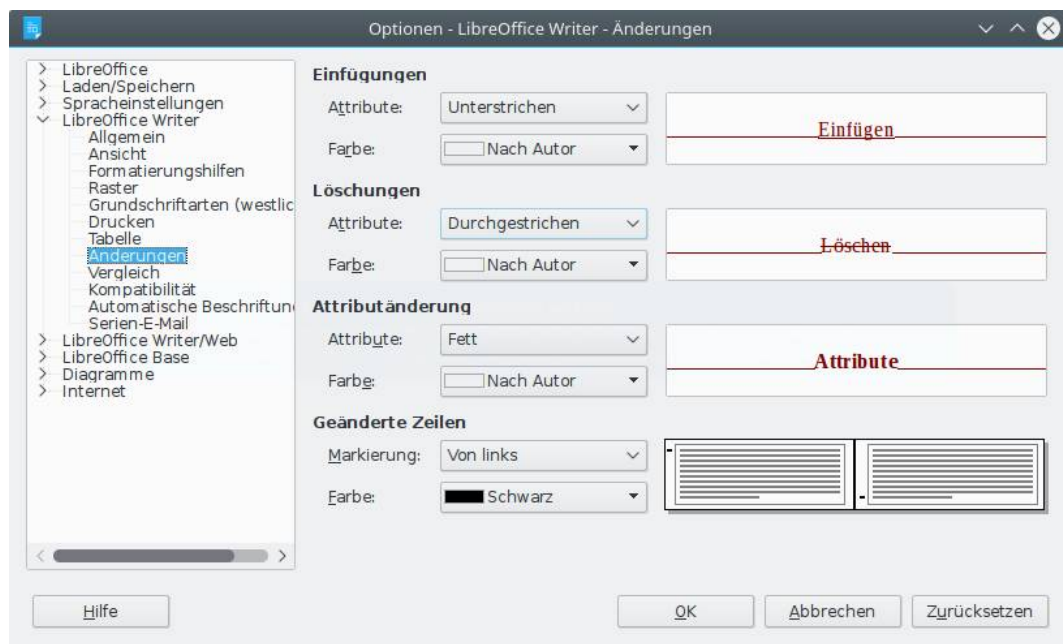 Optionen - LibreOffice Writer - Änderungen
LibreOffice
Laden/Speichern
Spracheinstellungen
LibreOffice Writer
Allgemein
Ansicht
Formatierungshilfen
Raster
Grundschriftarten (westlic
Drucken
Tabelle
Änderungen
Vergleich
Kompatibilität
Automatische Beschriftun
Serien-E-Mail
LibreOffice Writer/Web
LibreOffice Base
Diagramme
Internet
Einfügungen
Attribute: Unterstrichen
Farbe: Nach Autor
Einfügen
Löschungen
Attribute: Durchgestrichen
Farbe: Nach Autor
Löschen
Attributänderung
Attribute: Fett
Farbe: Nach Autor
Attribute
Geänderte Zeilen
Markierung: Von links
Farbe: Schwarz
Hilfe
OK
Abbrechen
Zurücksetzen